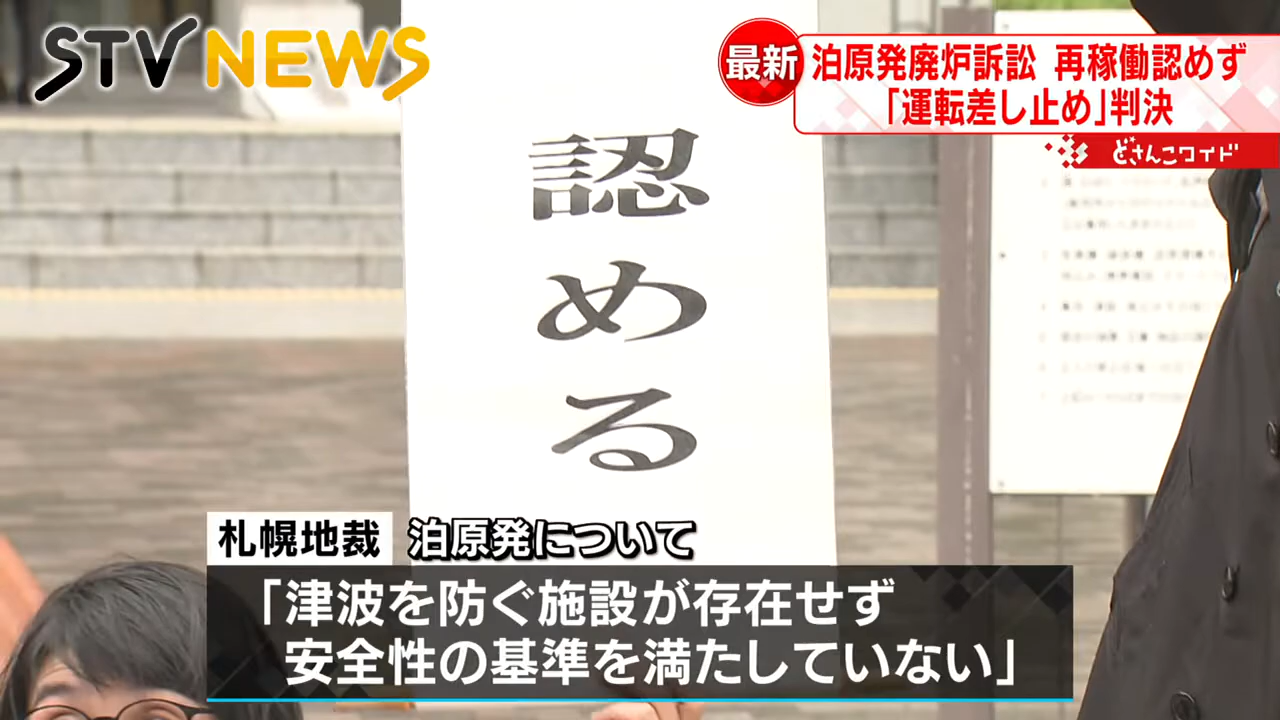 STV NEWS
最新
泊原発廃炉訴訟 再稼働認めず
「運転差し止め」判決
どさんこワイド
認める
札幌地裁 泊原発について
「津波を防ぐ施設が存在せず
安全性の基準を満たしていない」